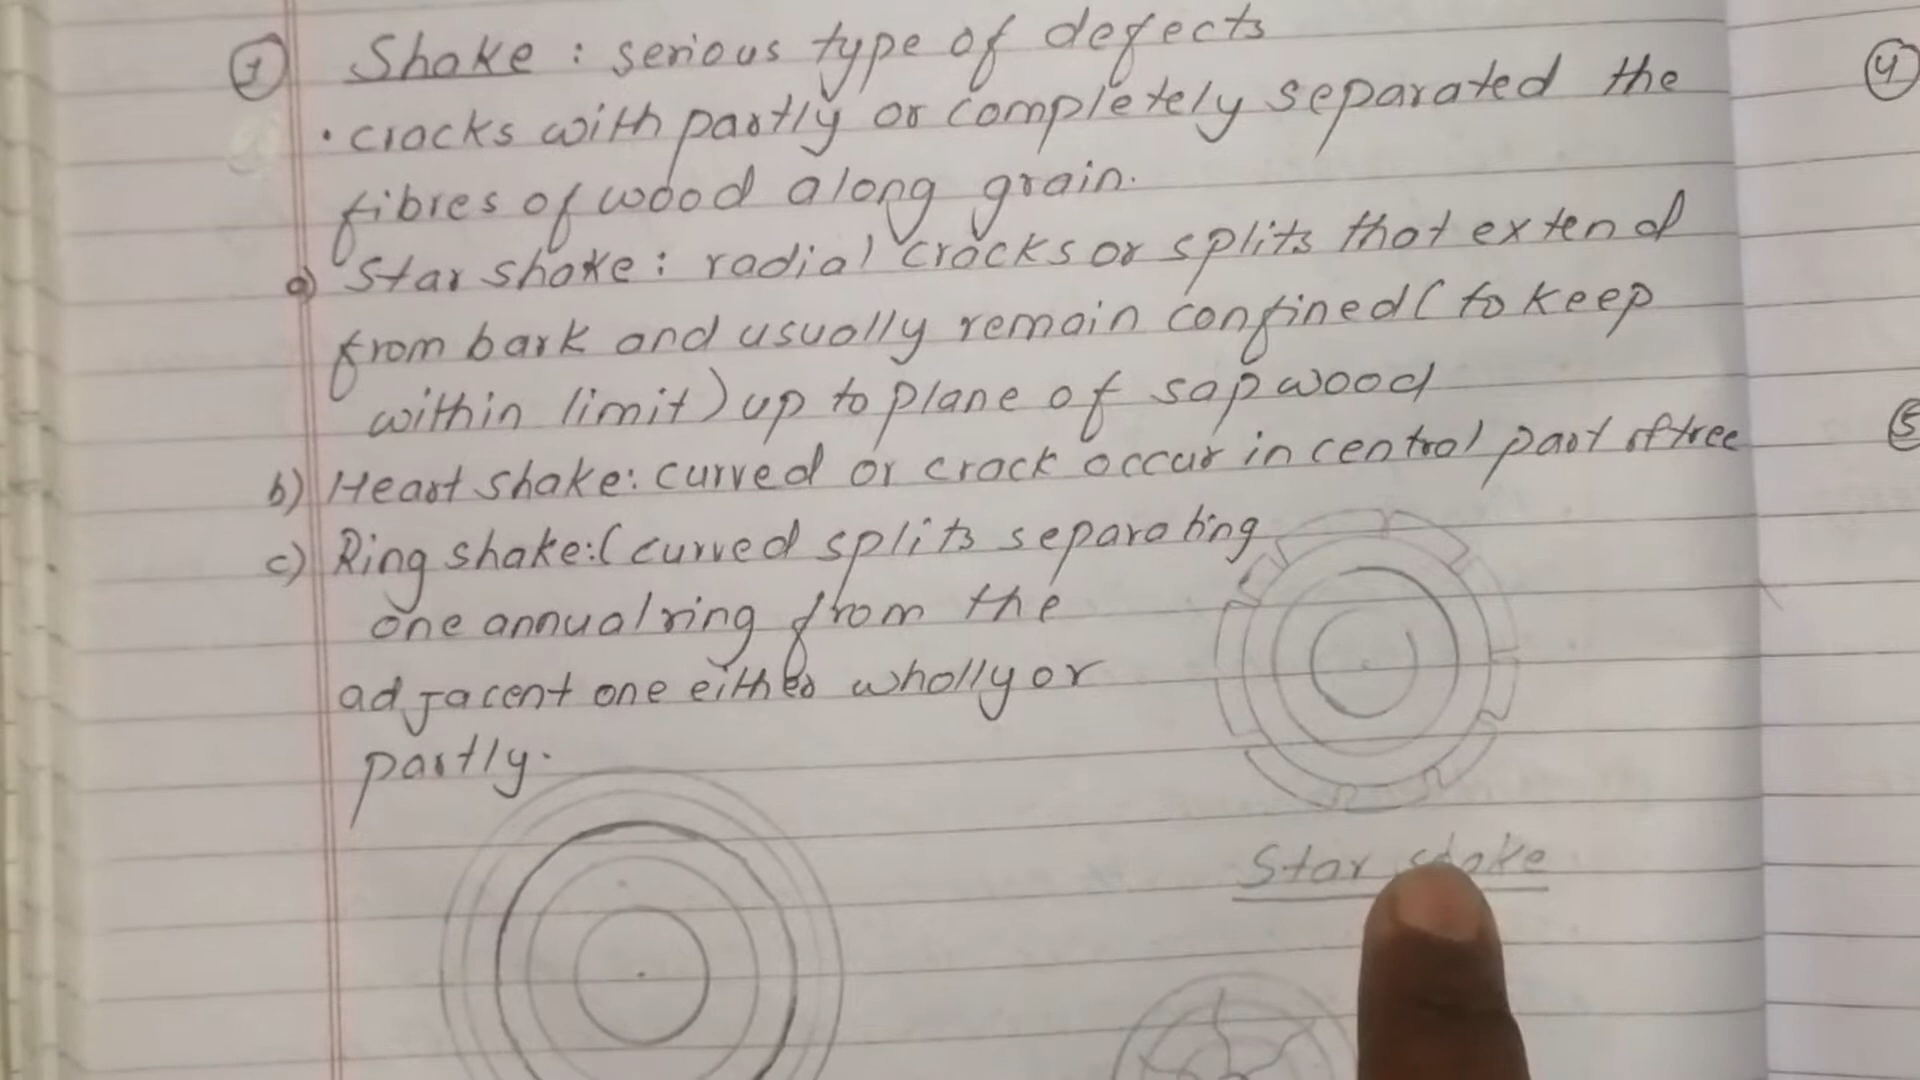 ① Shake : serious type of defects
· cracks with partly or completely separated the
fibres of wood along grain.
a) Star shake : radial cracks or splits that extend
from bark and usually remain confined ( to keep
within limit ) up to plane of sapwood
b) Heart shake : curved or crack occur in central part of tree
c) Ring shake : ( curved splits separating
one annual ring from the
adjacent one either wholly or
partly.
Star shake
④
⑤